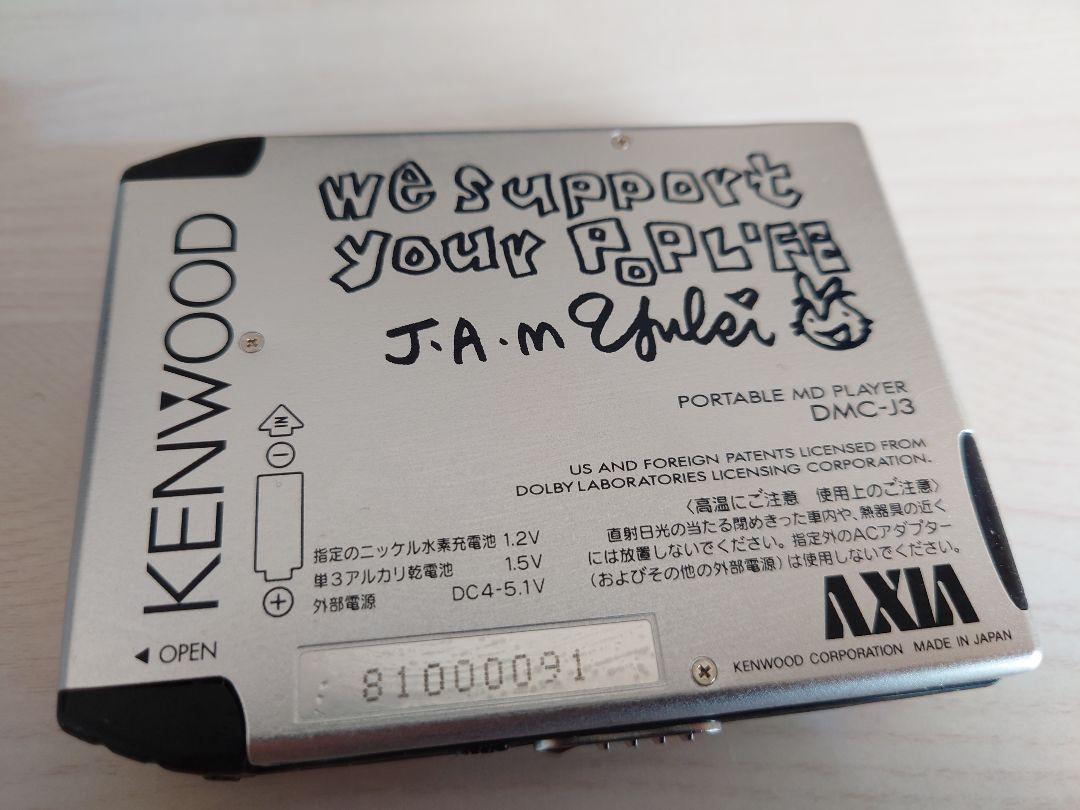 We support
your POPLIFE
J.A.M Yuki
KENWOOD
PORTABLE MD PLAYER
DMC-J3
US AND FOREIGN PATENTS LICENSED FROM
DOLBY LABORATORIES LICENSING CORPORATION.
〈高温にご注意 使用上のご注意〉
直射日光の当たる閉めきった車内や、熱器具の近く
には放置しないでください。指定外のACアダプター
(およびその他の外部電源)は使用しないでください。
IN
⊖
⊕
指定のニッケル水素充電池 1.2V
単3アルカリ乾電池 1.5V
外部電源 DC4-5.1V
◀ OPEN
81000091
AXIA
KENWOOD CORPORATION MADE IN JAPAN